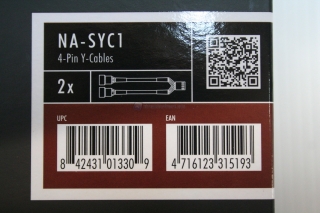 NA-SYC1
4-Pin Y-Cables
2x
UPC
EAN
8 42431 01330 9
4 716123 315193